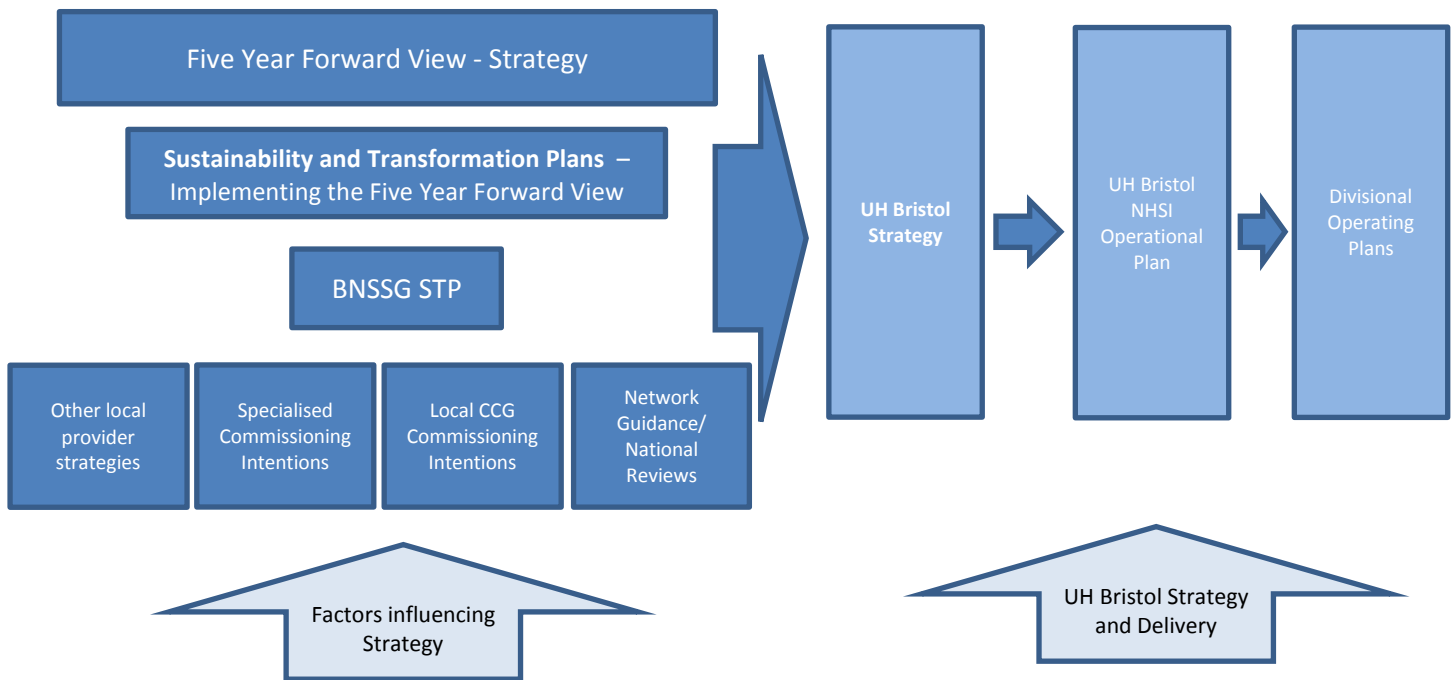 Five Year Forward View - Strategy
Sustainability and Transformation Plans –
Implementing the Five Year Forward View
BNSSG STP
Other local
provider
strategies
Specialised
Commissioning
Intentions
Local CCG
Commissioning
Intentions
Network
Guidance/
National
Reviews
Factors influencing
Strategy
UH Bristol
Strategy
UH Bristol
NHSI
Operational
Plan
Divisional
Operating
Plans
UH Bristol Strategy
and Delivery